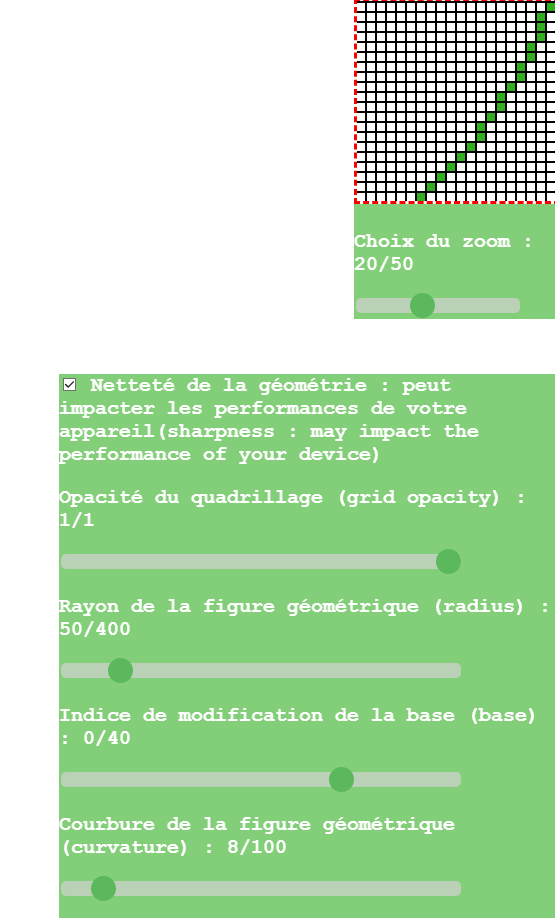 Choix du zoom :
20/50
Netteté de la géométrie : peut
impacter les performances de votre
appareil(sharpness : may impact the
performance of your device)
Opacité du quadrillage (grid opacity) :
1/1
Rayon de la figure géométrique (radius) :
50/400
Indice de modification de la base (base)
: 0/40
Courbure de la figure géométrique
(curvature) : 8/100